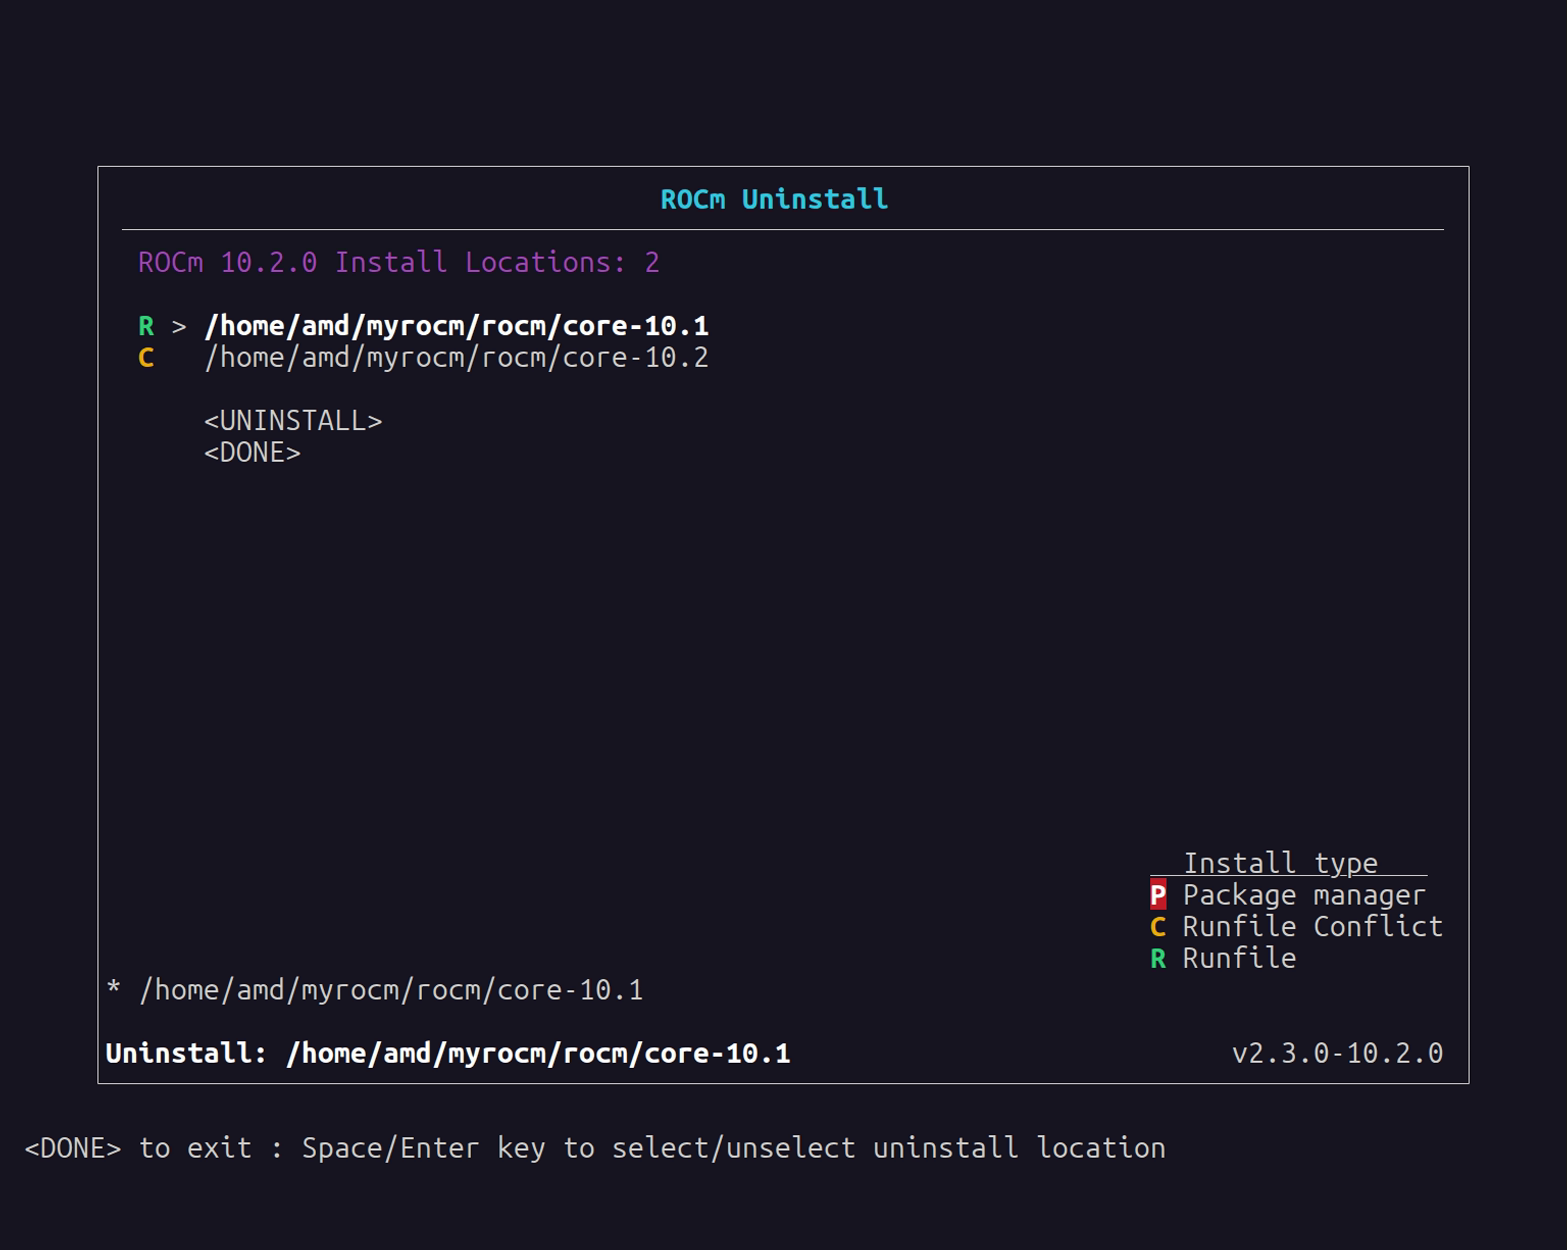 ROCm Uninstall
ROCm 10.2.0 Install Locations: 2
R > /home/amd/myrocm/rocm/core-10.1
C /home/amd/myrocm/rocm/core-10.2
<UNINSTALL>
<DONE>
Install type
P Package manager
C Runfile Conflict
R Runfile
* /home/amd/myrocm/rocm/core-10.1
Uninstall: /home/amd/myrocm/rocm/core-10.1 v2.3.0-10.2.0
<DONE> to exit : Space/Enter key to select/unselect uninstall location